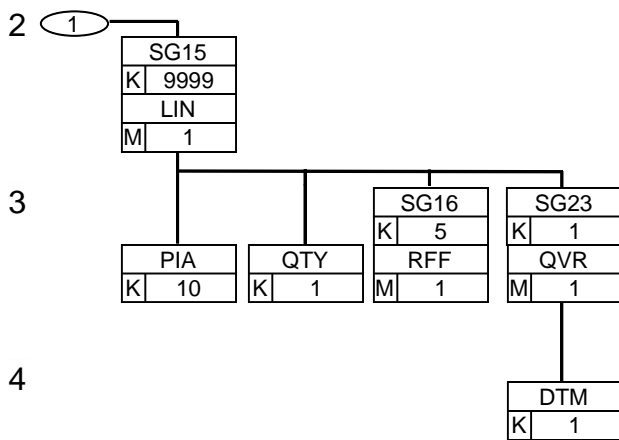 2
1
SG15
K 9999
LIN
M 1
3
SG16 SG23
K 5 K 1
PIA QTY RFF QVR
K 10 K 1 M 1 M 1
4
DTM
K 1